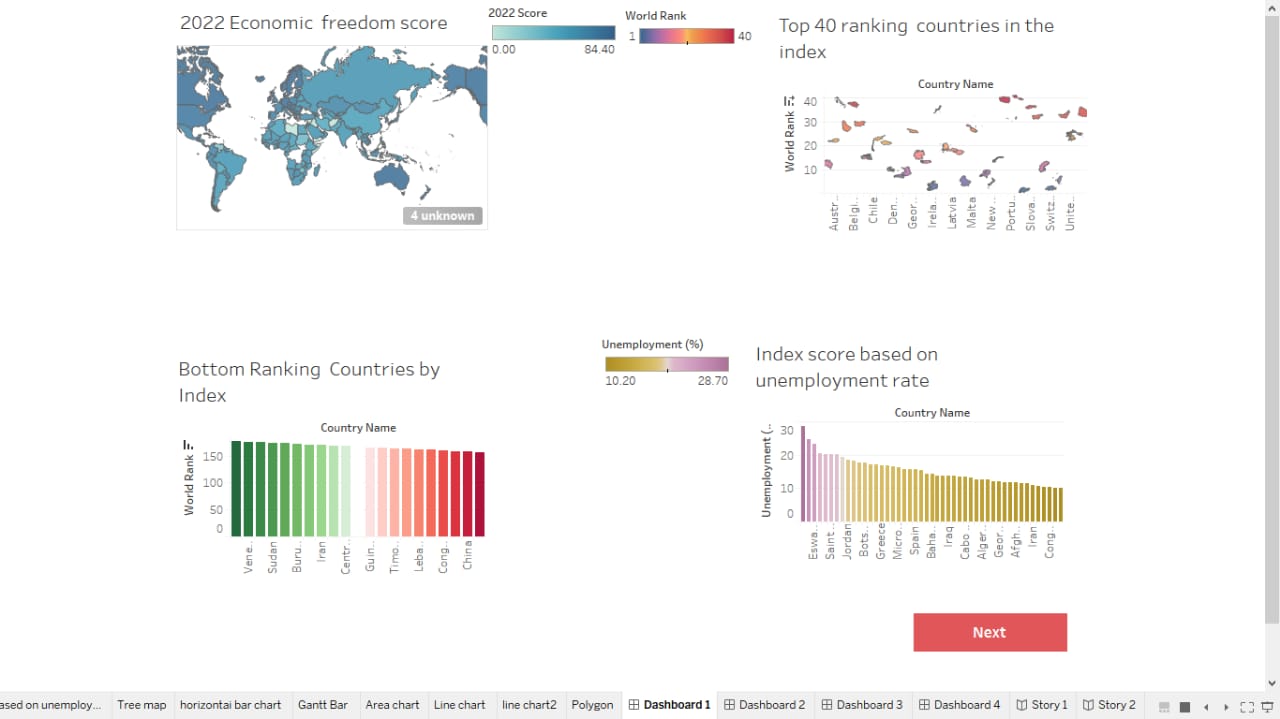 2022 Economic freedom score
2022 Score
0.00 84.40
World Rank
1 40
Top 40 ranking countries in the
index
4 unknown
Country Name
World Rank
40
30
20
10
Austr..
Belgi..
Chile
Den..
Geor..
Irela..
Latvia
Malta
New..
Portu..
Slova..
Switz..
Unite..
Bottom Ranking Countries by
Index
Country Name
World Rank
150
100
50
0
Vene..
Sudan
Buru..
Iran
Centr..
Guin..
Timo..
Leba..
Cong..
China
Unemployment (%)
10.20 28.70
Index score based on
unemployment rate
Country Name
Unemployment (..
30
20
10
0
Eswa..
Saint..
Jordan
Bots..
Greece
Micro..
Spain
Baha..
Iraq
Cabo..
Alger..
Geor..
Afgh..
Iran
Cong..
Next
ased on unemploy... Tree map horizontai bar chart Gantt Bar Area chart Line chart line chart2 Polygon Dashboard 1 Dashboard 2 Dashboard 3 Dashboard 4 Story 1 Story 2